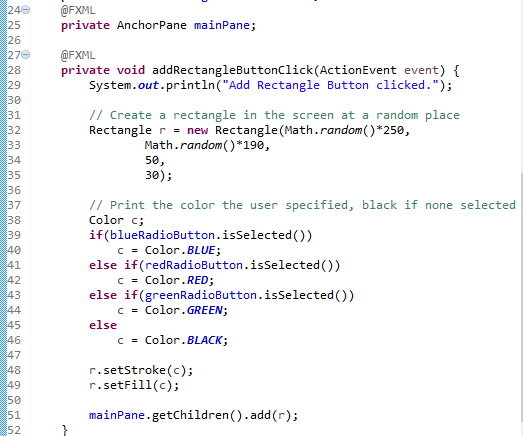 24 @FXML
25 private AnchorPane mainPane;
26
27 @FXML
28 private void addRectangleButtonClick(ActionEvent event) {
29 System.out.println("Add Rectangle Button clicked.");
30
31 // Create a rectangle in the screen at a random place
32 Rectangle r = new Rectangle(Math.random()*250,
33 Math.random()*190,
34 50,
35 30);
36
37 // Print the color the user specified, black if none selected
38 Color c;
39 if(blueRadioButton.isSelected())
40 c = Color.BLUE;
41 else if(redRadioButton.isSelected())
42 c = Color.RED;
43 else if(greenRadioButton.isSelected())
44 c = Color.GREEN;
45 else
46 c = Color.BLACK;
47
48 r.setStroke(c);
49 r.setFill(c);
50
51 mainPane.getChildren().add(r);
52 }